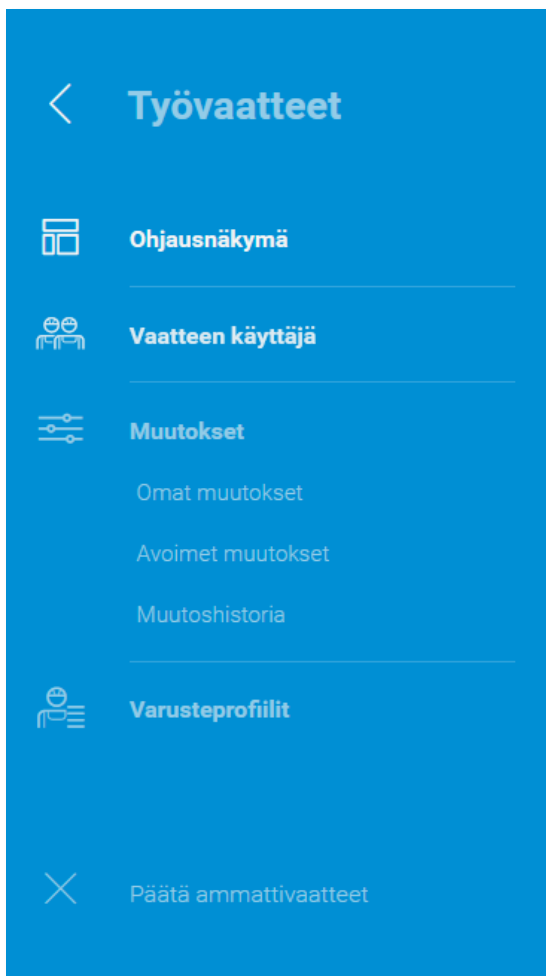 Työvaatteet
Ohjausnäkymä
Vaatteen käyttäjä
Muutokset
Omat muutokset
Avoimet muutokset
Muutoshistoria
Varusteprofiilit
Päätä ammattivaatteet